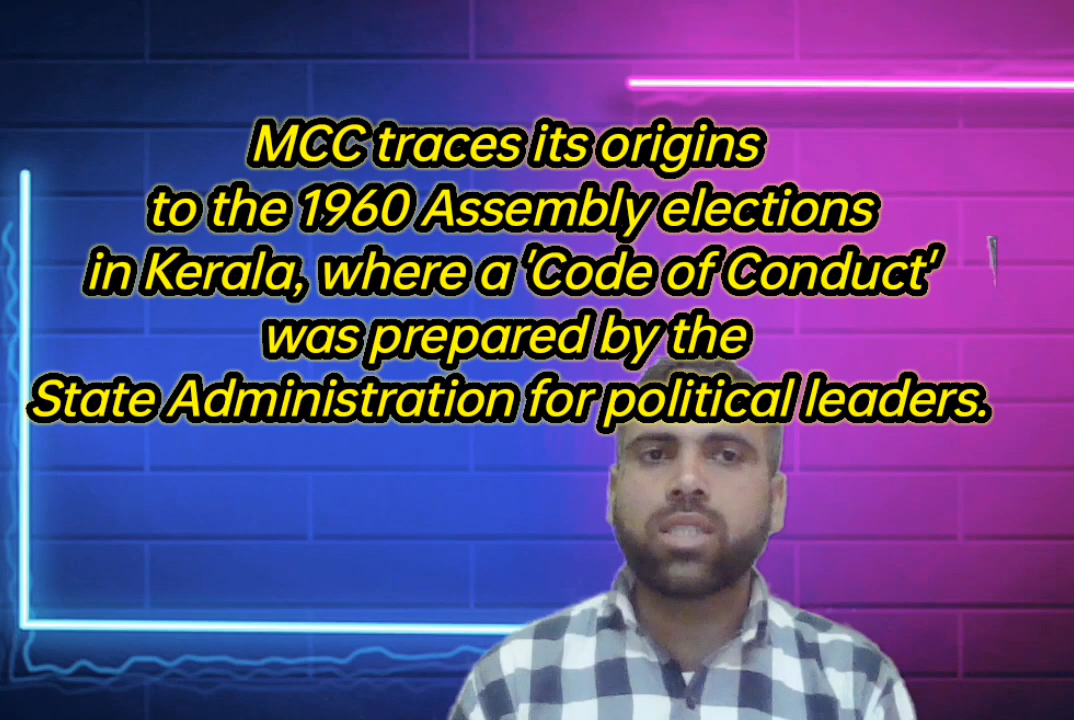 MCC traces its origins
to the 1960 Assembly elections
in Kerala, where a 'Code of Conduct'
was prepared by the
State Administration for political leaders.